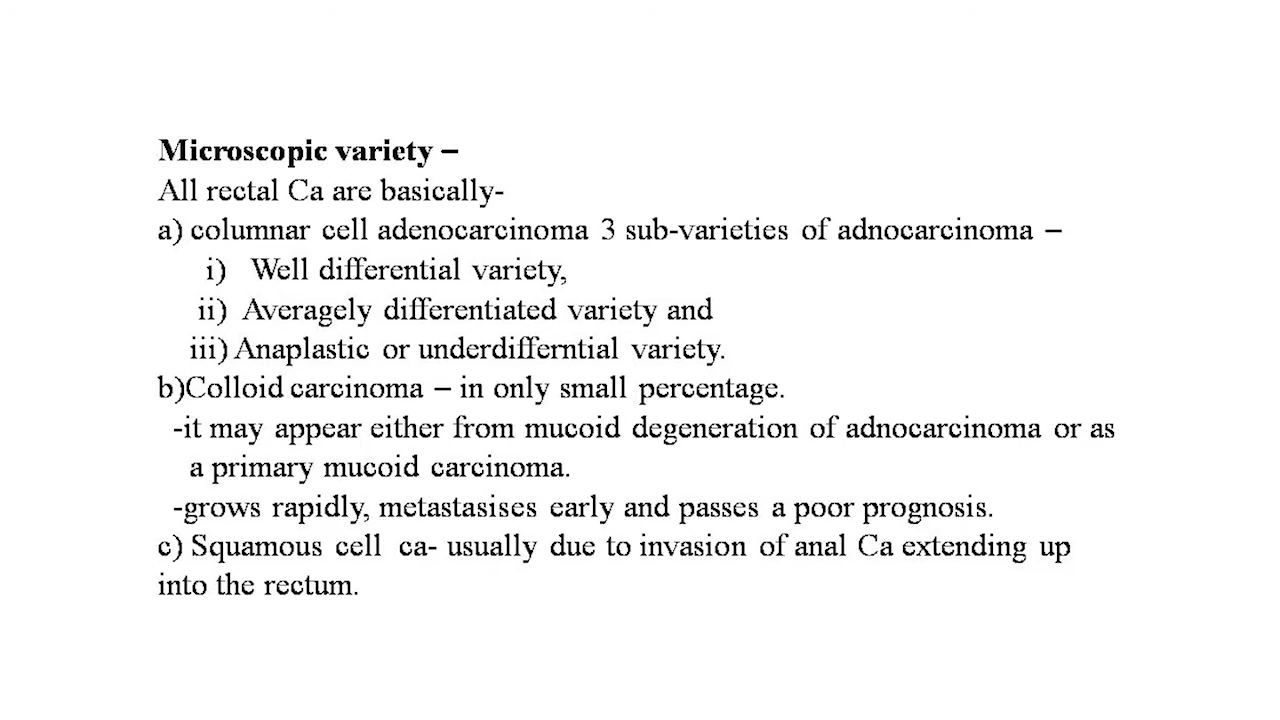 Microscopic variety –
All rectal Ca are basically-
a) columnar cell adenocarcinoma 3 sub-varieties of adnocarcinoma –
i) Well differential variety,
ii) Averagely differentiated variety and
iii) Anaplastic or underdifferntial variety.
b)Colloid carcinoma – in only small percentage.
-it may appear either from mucoid degeneration of adnocarcinoma or as
a primary mucoid carcinoma.
-grows rapidly, metastasises early and passes a poor prognosis.
c) Squamous cell ca- usually due to invasion of anal Ca extending up
into the rectum.